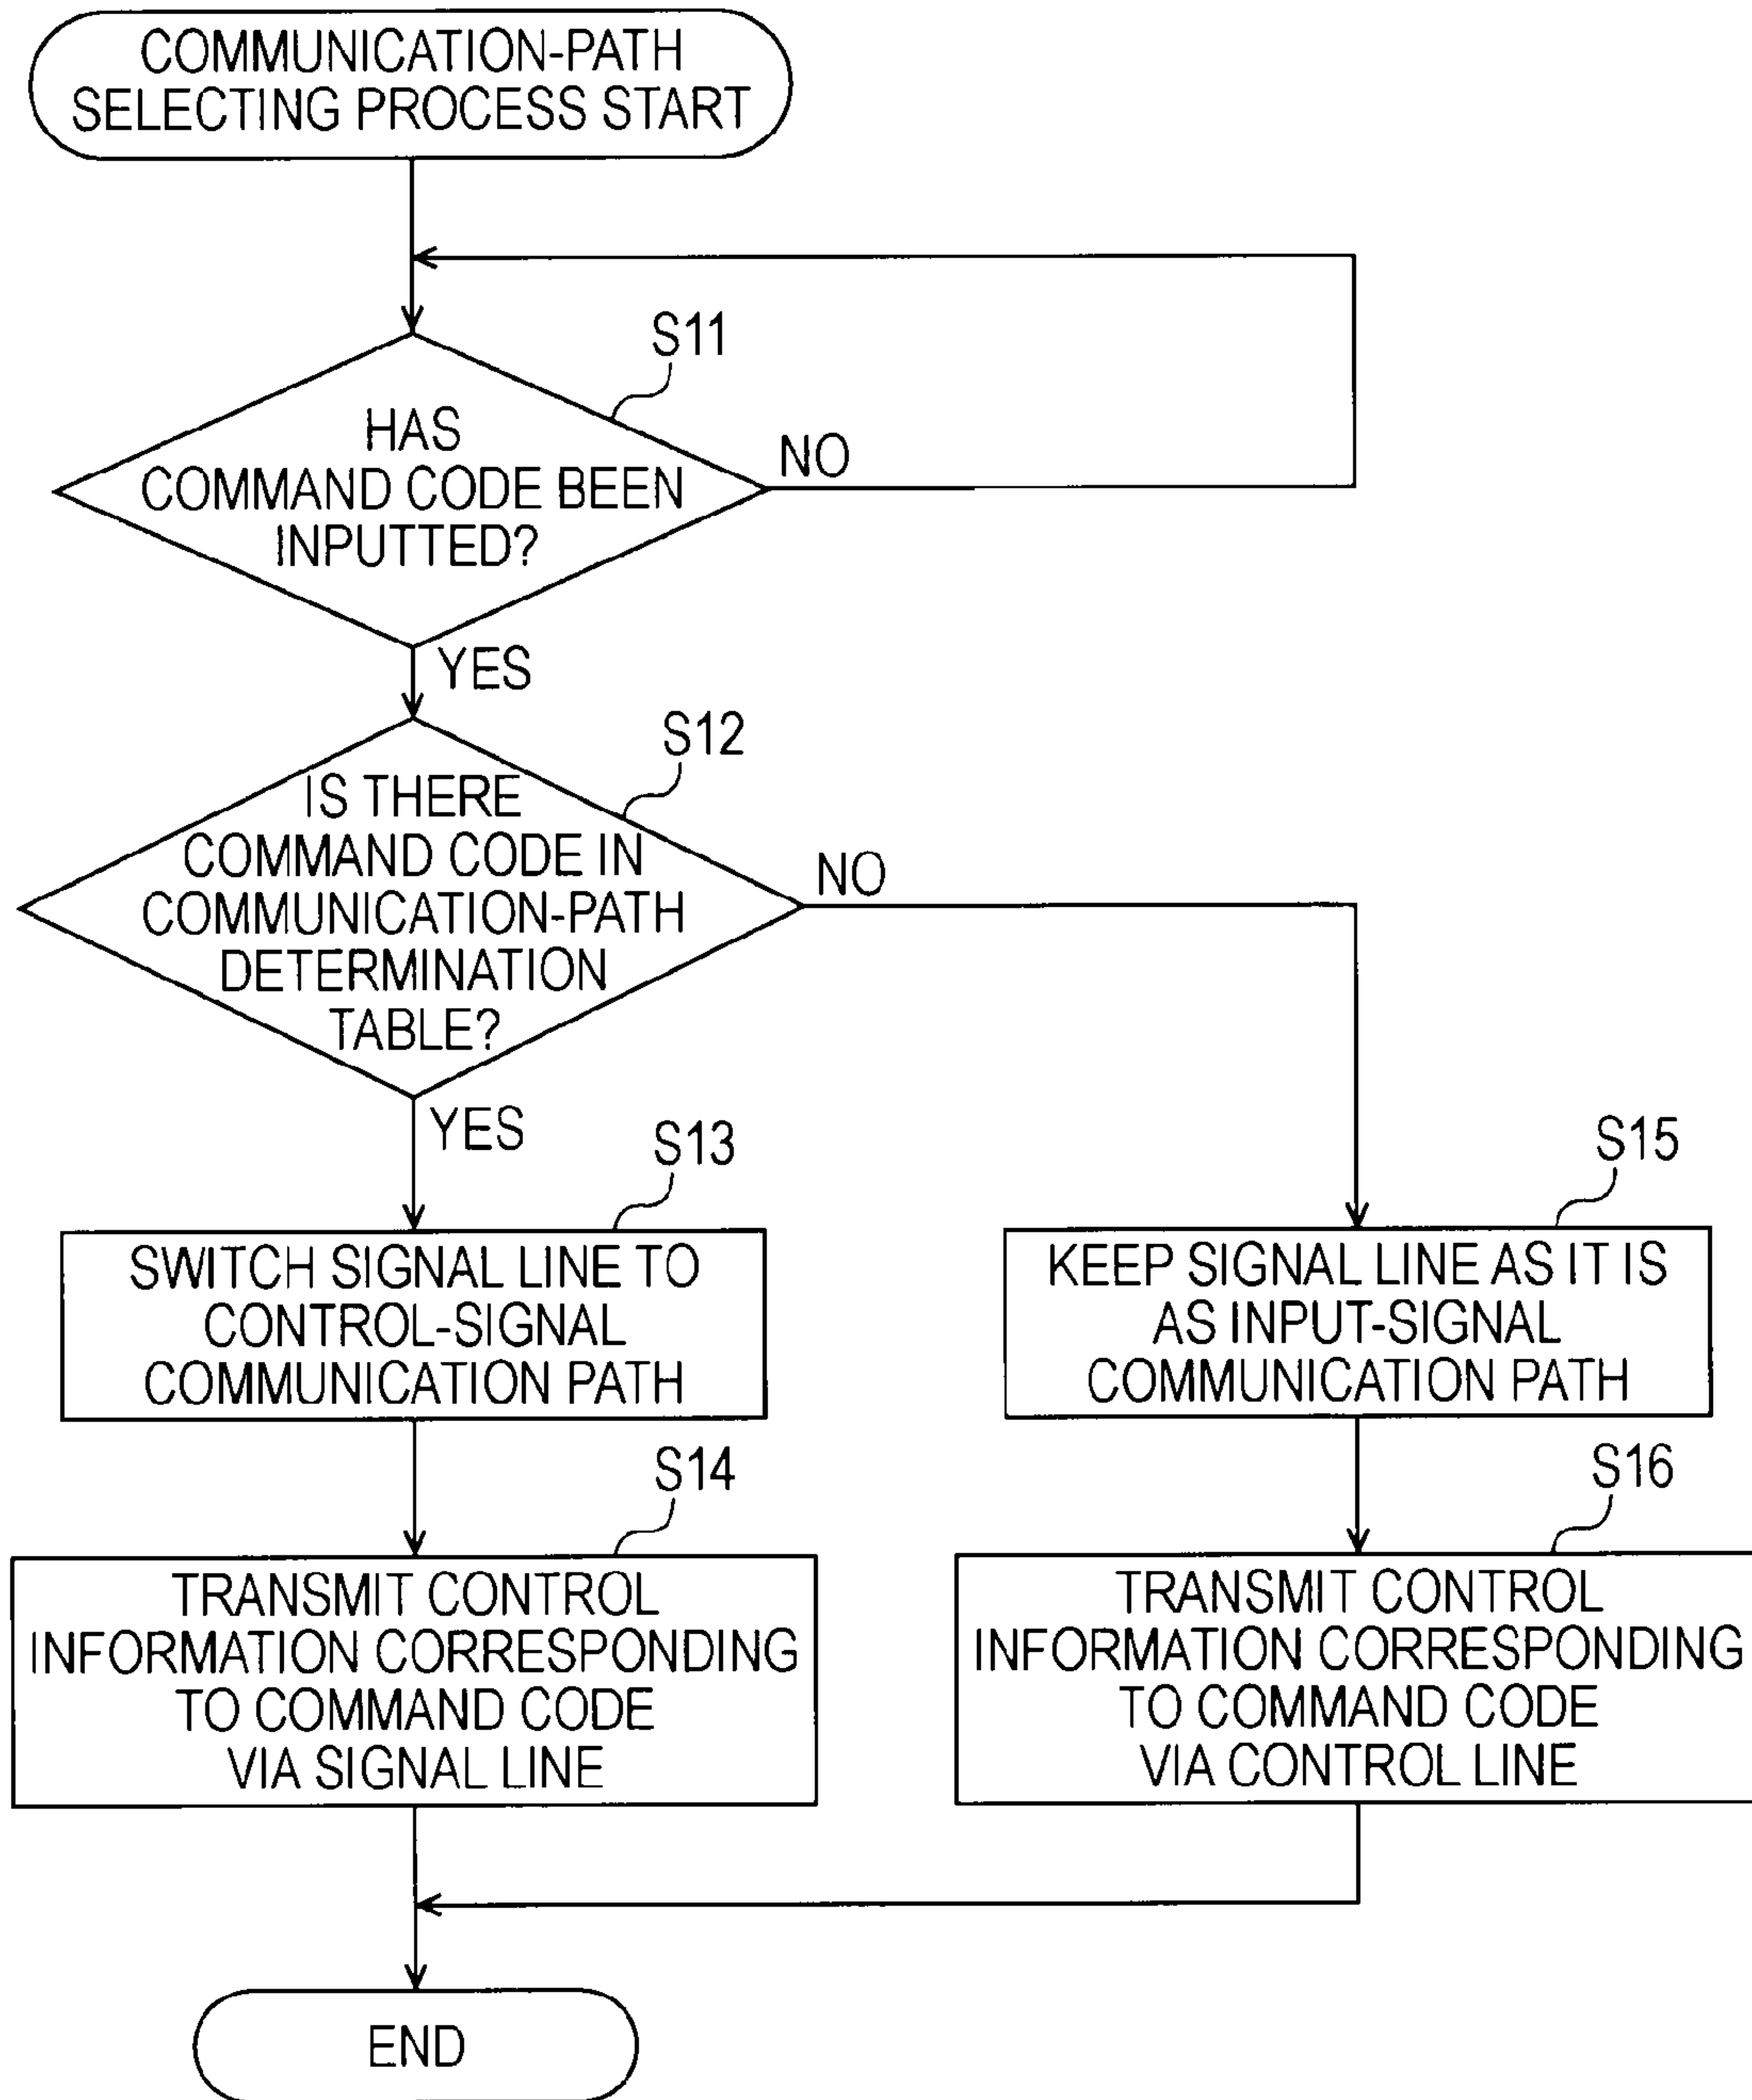 COMMUNICATION-PATH
SELECTING PROCESS START
S11
HAS
COMMAND CODE BEEN
INPUTTED?
NO
YES
S12
IS THERE
COMMAND CODE IN
COMMUNICATION-PATH
DETERMINATION
TABLE?
NO
YES
S13
SWITCH SIGNAL LINE TO
CONTROL-SIGNAL
COMMUNICATION PATH
S14
TRANSMIT CONTROL
INFORMATION CORRESPONDING
TO COMMAND CODE
VIA SIGNAL LINE
S15
KEEP SIGNAL LINE AS IT IS
AS INPUT-SIGNAL
COMMUNICATION PATH
S16
TRANSMIT CONTROL
INFORMATION CORRESPONDING
TO COMMAND CODE
VIA CONTROL LINE
END